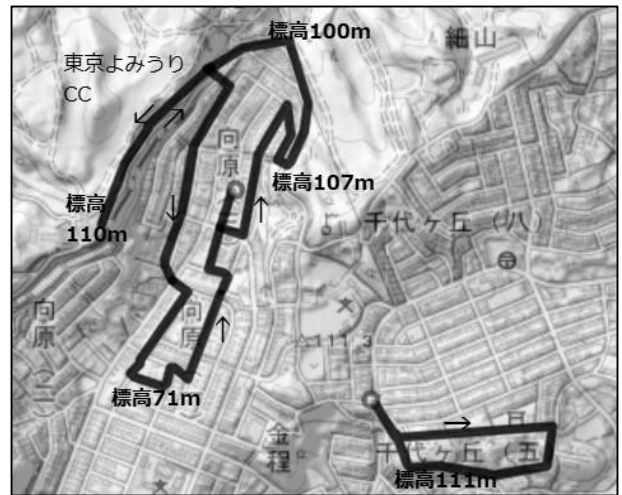 標高100m
細山
東京よみうり
CC
↙ ↗
向原(三)
標高107m
標高
110m
↓
↑
千代ヶ丘(八)
向原(二)
向原
↑
111.3
標高71m
金程
→
千代ヶ丘(五
標高111m